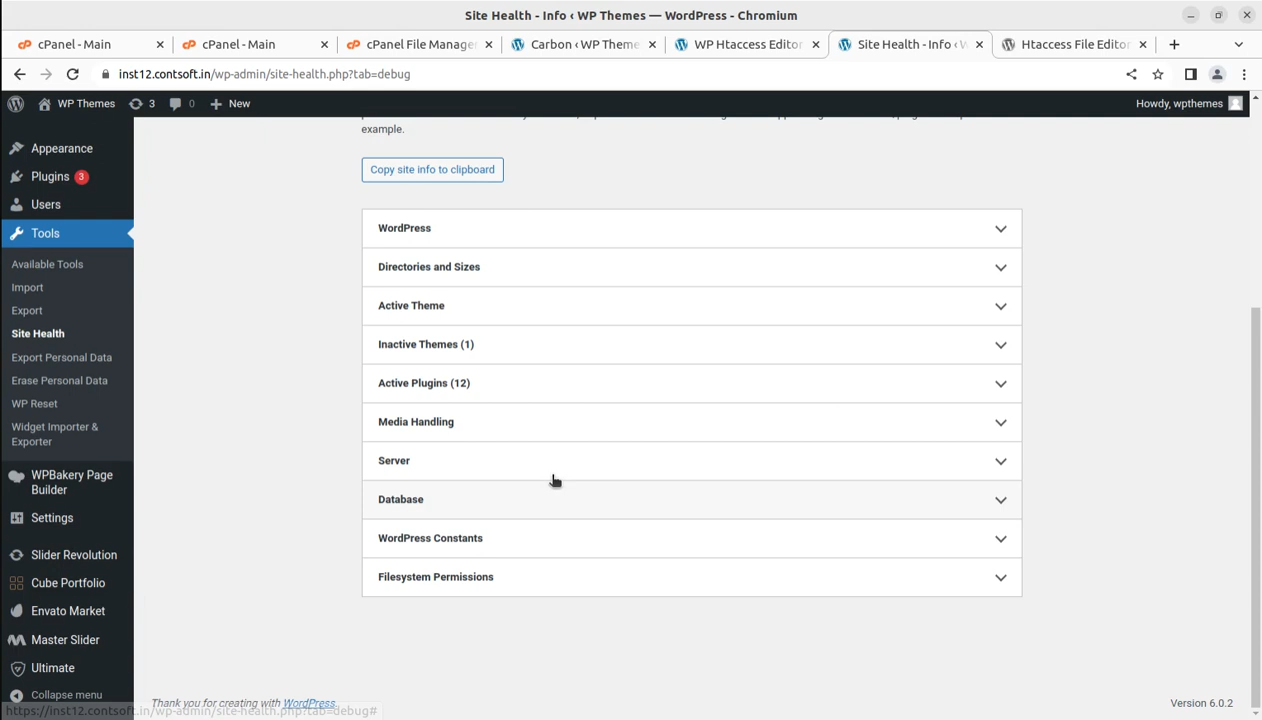 Site Health - Info ‹ WP Themes — WordPress - Chromium
cPanel - Main
cPanel - Main
cPanel File Manage
Carbon ‹ WP Theme
WP Htaccess Editor
Site Health - Info ‹ W
Htaccess File Editor
inst12.contsoft.in/wp-admin/site-health.php?tab=debug
WP Themes
3
0
New
Howdy, wpthemes
Appearance
Plugins 3
Users
Tools
Available Tools
Import
Export
Site Health
Export Personal Data
Erase Personal Data
WP Reset
Widget Importer &
Exporter
WPBakery Page
Builder
Settings
Slider Revolution
Cube Portfolio
Envato Market
Master Slider
Ultimate
Collapse menu
example.
Copy site info to clipboard
WordPress
Directories and Sizes
Active Theme
Inactive Themes (1)
Active Plugins (12)
Media Handling
Server
Database
WordPress Constants
Filesystem Permissions
Thank you for creating with WordPress.
Version 6.0.2
https://inst12.contsoft.in/wp-admin/site-health.php?tab=debug#